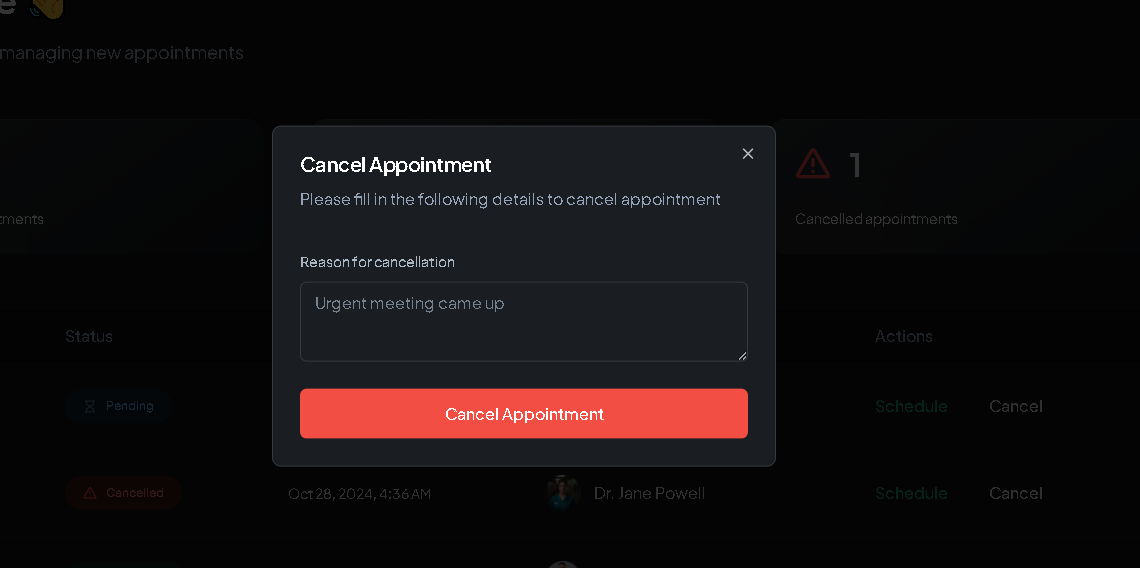 e 👋
managing new appointments
1
tments
Cancelled appointments
Cancel Appointment
Please fill in the following details to cancel appointment
Reason for cancellation
Urgent meeting came up
Cancel Appointment
Status
Actions
Pending
Schedule Cancel
Cancelled Oct 28, 2024, 4:36 AM Dr. Jane Powell Schedule Cancel